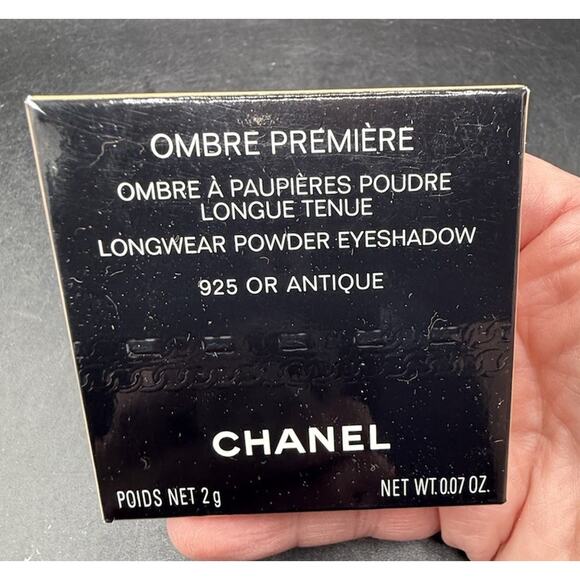 OMBRE PREMIÈRE
OMBRE À PAUPIÈRES POUDRE
LONGUE TENUE
LONGWEAR POWDER EYESHADOW
925 OR ANTIQUE
CHANEL
POIDS NET 2 g NET WT. 0.07 OZ.